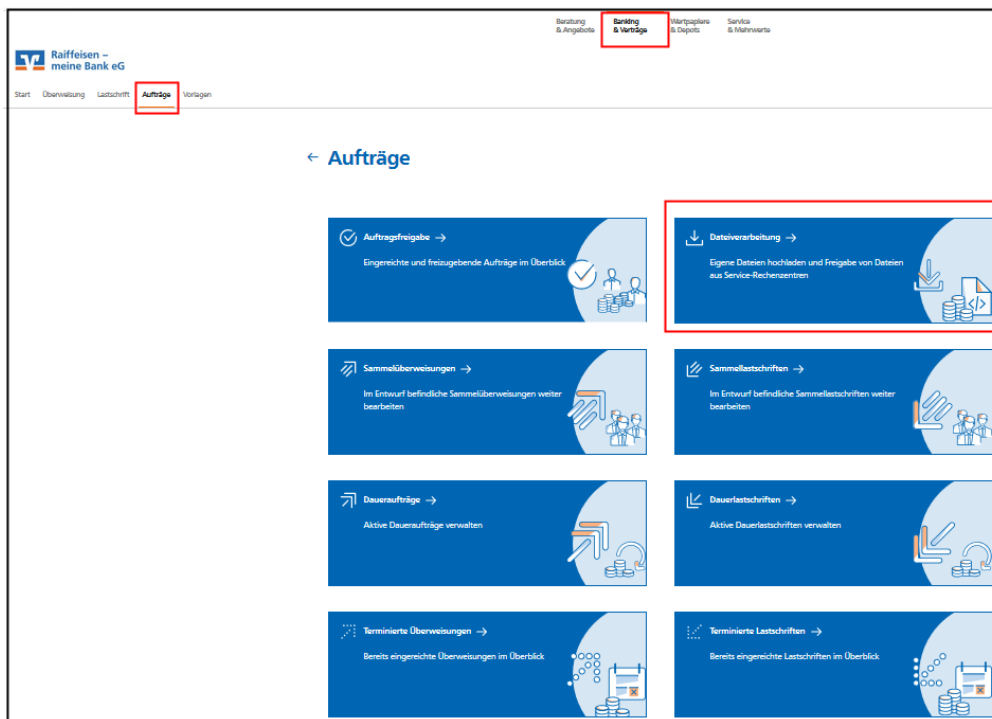 Beratung & Angebote
Banking & Verträge
Wertpapiere & Depots
Service & Mehrwerte
Raiffeisen –
meine Bank eG
Start Überweisung Lastschrift Aufträge Vorlagen
← Aufträge
Auftragsfreigabe →
Eingereichte und freizugebende Aufträge im Überblick
Dateiverarbeitung →
Eigene Dateien hochladen und Freigabe von Dateien
aus Service-Rechenzentren
</>
Sammelüberweisungen →
Im Entwurf befindliche Sammelüberweisungen weiter
bearbeiten
Sammellastschriften →
Im Entwurf befindliche Sammellastschriften weiter
bearbeiten
Daueraufträge →
Aktive Daueraufträge verwalten
Dauerlastschriften →
Aktive Dauerlastschriften verwalten
Terminierte Überweisungen →
Bereits eingereichte Überweisungen im Überblick
Terminierte Lastschriften →
Bereits eingereichte Lastschriften im Überblick